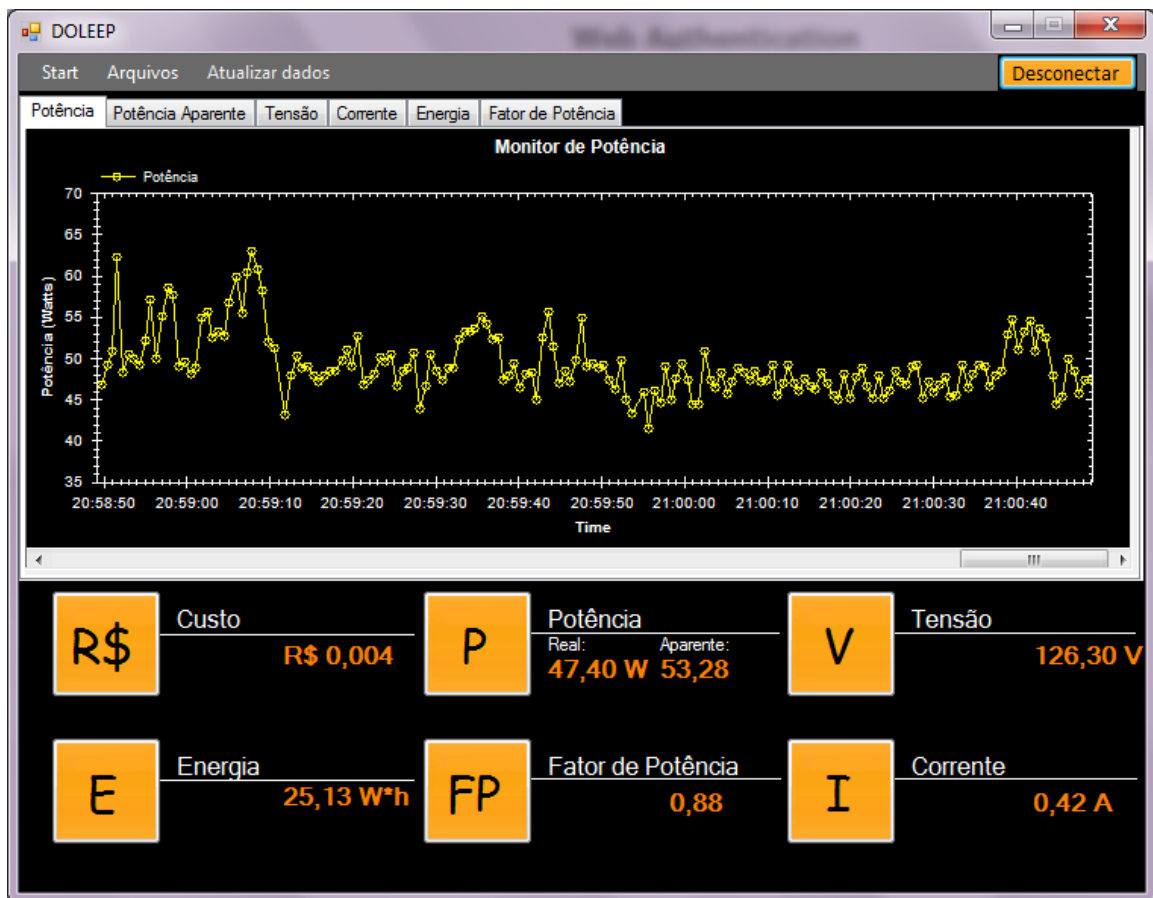 DOLEEP
Web Authentication
Start Arquivos Atualizar dados Desconectar
Potência Potência Aparente Tensão Corrente Energia Fator de Potência
Monitor de Potência
Potência
70
65
60
55
50
45
40
35
Potência (Watts)
20:58:50 20:59:00 20:59:10 20:59:20 20:59:30 20:59:40 20:59:50 21:00:00 21:00:10 21:00:20 21:00:30 21:00:40
Time
R$ Custo
R$ 0,004
P Potência
Real: Aparente:
47,40 W 53,28
V Tensão
126,30 V
E Energia
25,13 W*h
FP Fator de Potência
0,88
I Corrente
0,42 A